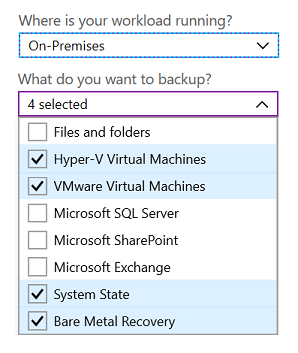 Where is your workload running?
On-Premises
What do you want to backup?
4 selected
Files and folders
Hyper-V Virtual Machines
VMware Virtual Machines
Microsoft SQL Server
Microsoft SharePoint
Microsoft Exchange
System State
Bare Metal Recovery